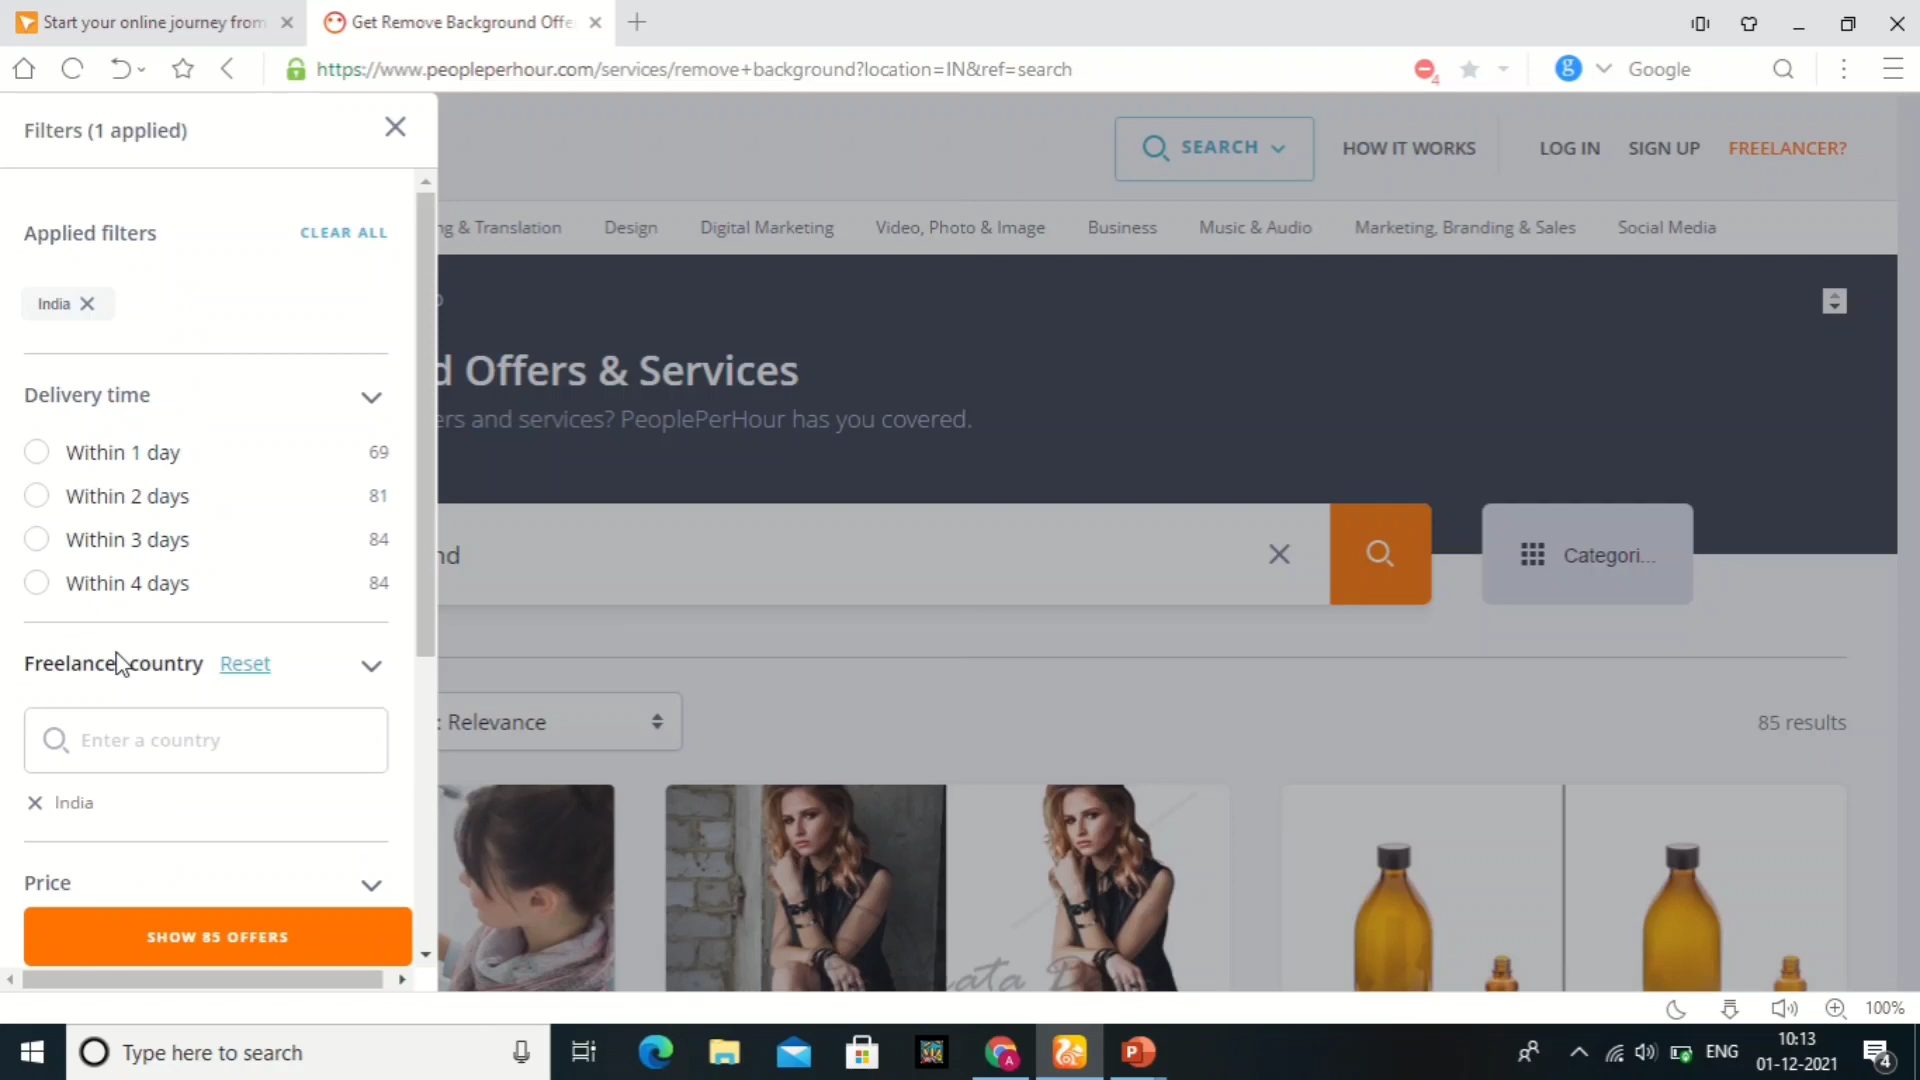 Start your online journey from
Get Remove Background Offe
https://www.peopleperhour.com/services/remove+background?location=IN&ref=search
4
g
Google
Filters (1 applied)
SEARCH
HOW IT WORKS
LOG IN
SIGN UP
FREELANCER?
Applied filters
CLEAR ALL
ng & Translation
Design
Digital Marketing
Video, Photo & Image
Business
Music & Audio
Marketing, Branding & Sales
Social Media
India
d Offers & Services
ers and services? PeoplePerHour has you covered.
Delivery time
Within 1 day 69
Within 2 days 81
Within 3 days 84
Within 4 days 84
nd
Categori...
Freelancer country Reset
Enter a country
India
: Relevance
85 results
Price
SHOW 85 OFFERS
100%
Type here to search
A
P
ENG
10:13
01-12-2021
4